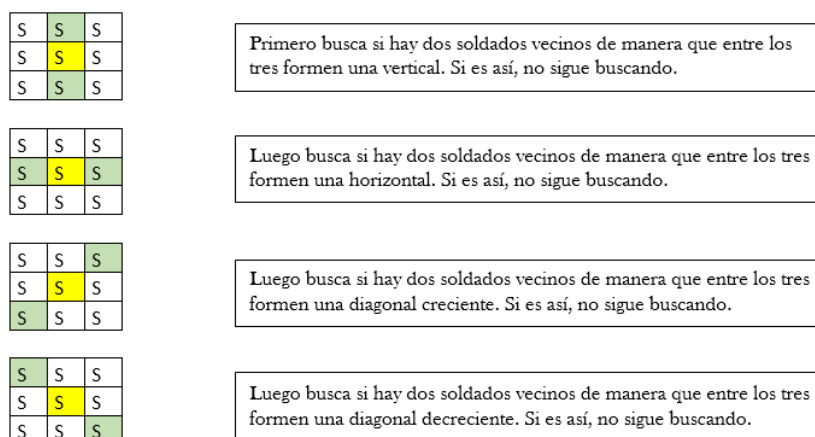 S S S
S S S
S S S
Primero busca si hay dos soldados vecinos de manera que entre los
tres formen una vertical. Si es así, no sigue buscando.
S S S
S S S
S S S
Luego busca si hay dos soldados vecinos de manera que entre los tres
formen una horizontal. Si es así, no sigue buscando.
S S S
S S S
S S S
Luego busca si hay dos soldados vecinos de manera que entre los tres
formen una diagonal creciente. Si es así, no sigue buscando.
S S S
S S S
S S S
Luego busca si hay dos soldados vecinos de manera que entre los tres
formen una diagonal decreciente. Si es así, no sigue buscando.